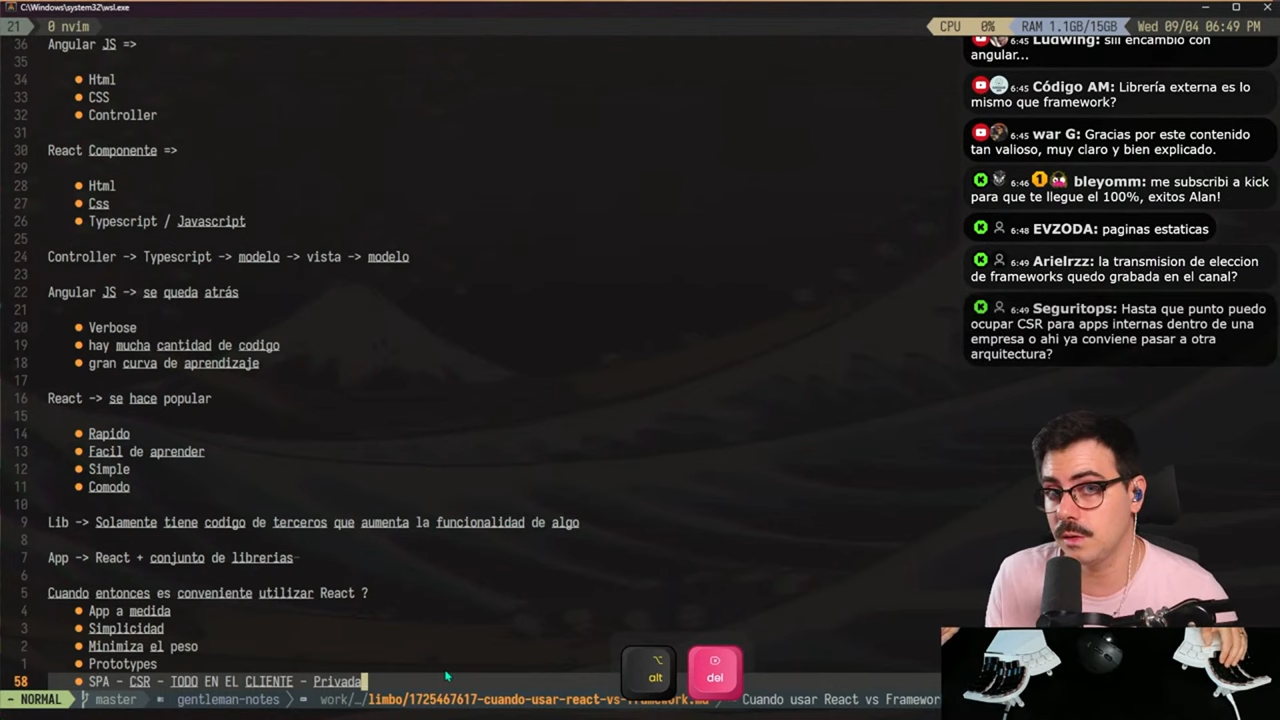 C:\Windows\system32\wsl.exe
21 0 nvim CPU 0% RAM 1.1GB/15GB Wed 09/04 06:49 PM
36 Angular JS =>
35
34 Html
33 CSS
32 Controller
31
30 React Componente =>
29
28 Html
27 Css
26 Typescript / Javascript
25
24 Controller -> Typescript -> modelo -> vista -> modelo
23
22 Angular JS -> se queda atrás
21
20 Verbose
19 hay mucha cantidad de codigo
18 gran curva de aprendizaje
17
16 React -> se hace popular
15
14 Rapido
13 Facil de aprender
12 Simple
11 Comodo
10
9 Lib -> Solamente tiene codigo de terceros que aumenta la funcionalidad de algo
8
7 App -> React + conjunto de librerias
6
5 Cuando entonces es conveniente utilizar React ?
4 App a medida
3 Simplicidad
2 Minimiza el peso
1 Prototypes
58 SPA - CSR - TODO EN EL CLIENTE - Privada
- NORMAL master gentleman-notes work/…/limbo/1725467617-cuando-usar-react-vs-framework.md Cuando usar React vs Framewor
6:45 Ludwing: siii encambio con
angular...
6:45 Código AM: Librería externa es lo
mismo que framework?
6:45 war G: Gracias por este contenido
tan valioso, muy claro y bien explicado.
6:46 1 bleyomm: me subscribi a kick
para que te llegue el 100%, exitos Alan!
6:48 EVZODA: paginas estaticas
6:49 Arielrzz: la transmision de eleccion
de frameworks quedo grabada en el canal?
6:49 Seguritops: Hasta que punto puedo
ocupar CSR para apps internas dentro de una
empresa o ahi ya conviene pasar a otra
arquitectura?
alt
del